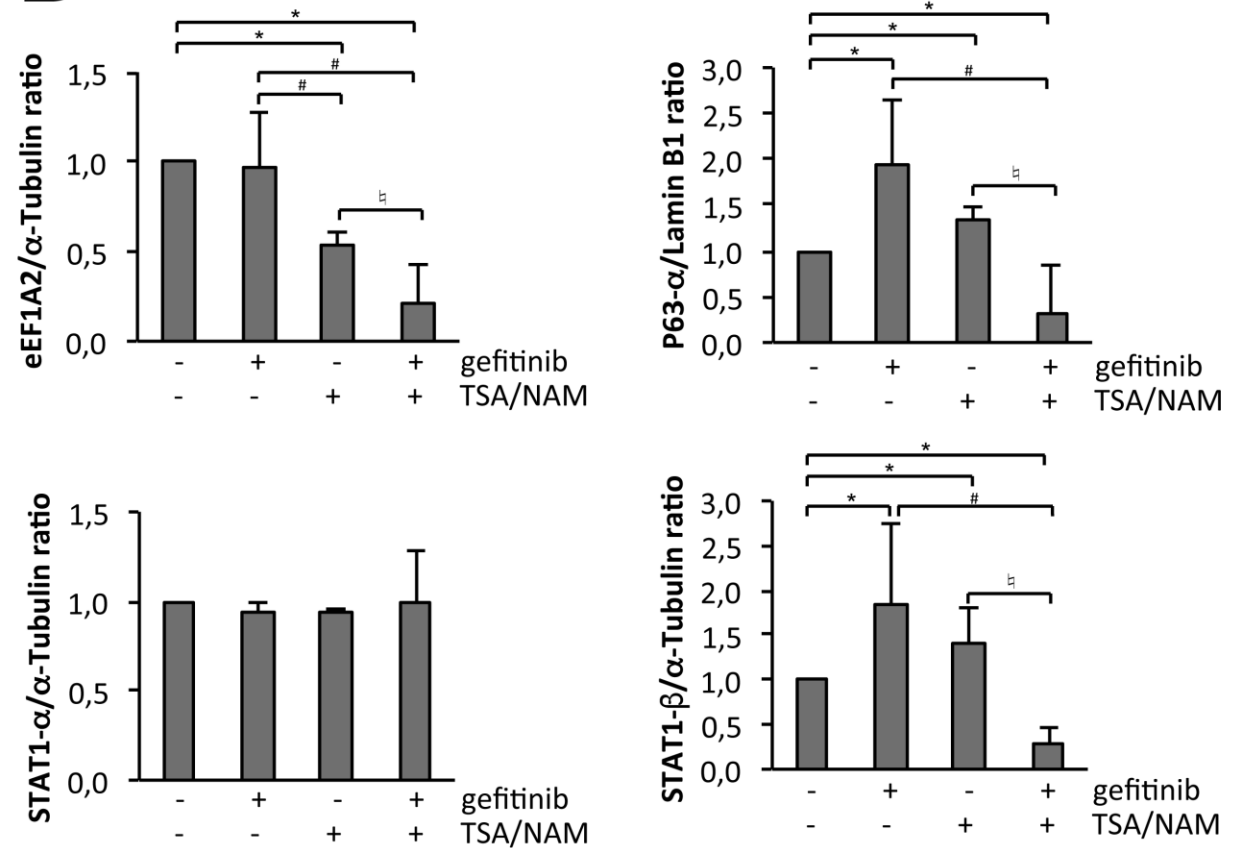 * *
# #
♮
eEF1A2/α-Tubulin ratio
1,5
1,0
0,5
0,0
- + - + gefitinib
- - + + TSA/NAM
* * *
#
♮
P63-α/Lamin B1 ratio
3,0
2,5
2,0
1,5
1,0
0,5
0,0
- + - + gefitinib
- - + + TSA/NAM
STAT1-α/α-Tubulin ratio
1,5
1,0
0,5
0,0
- + - + gefitinib
- - + + TSA/NAM
* * *
#
♮
STAT1-β/α-Tubulin ratio
3,0
2,5
2,0
1,5
1,0
0,5
0,0
- + - + gefitinib
- - + + TSA/NAM